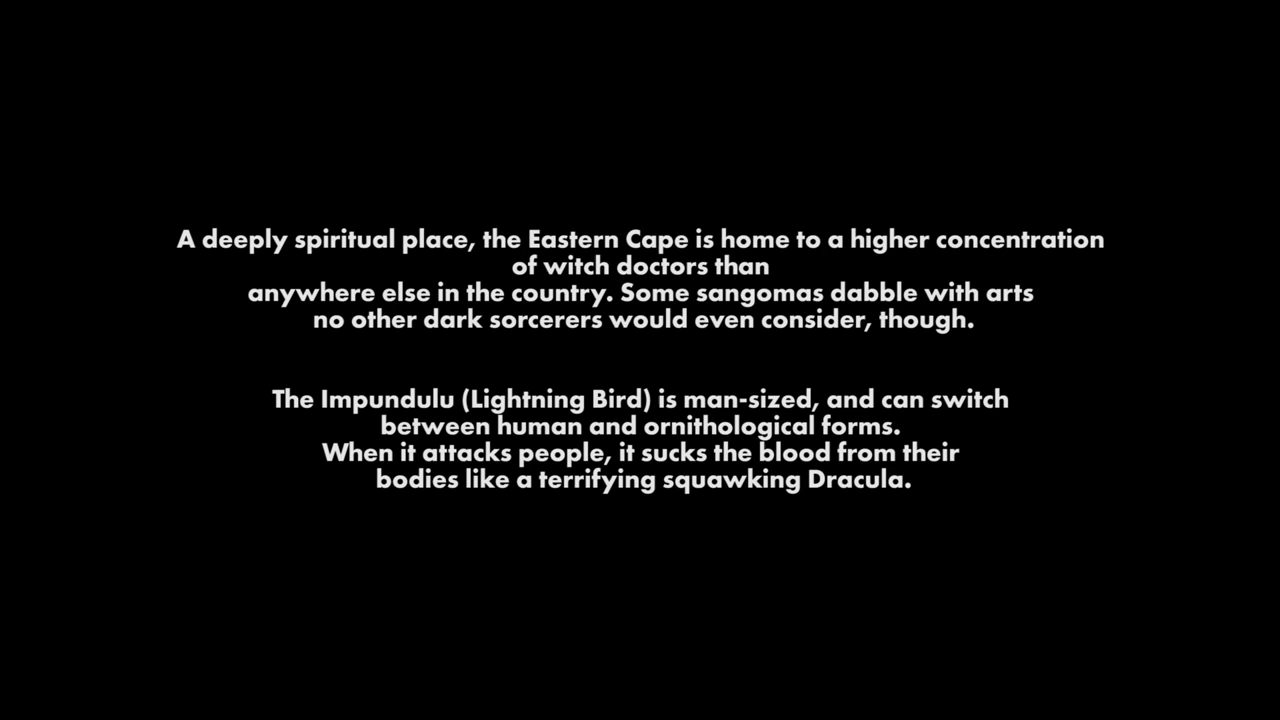 A deeply spiritual place, the Eastern Cape is home to a higher concentration
of witch doctors than
anywhere else in the country. Some sangomas dabble with arts
no other dark sorcerers would even consider, though.
The Impundulu (Lightning Bird) is man-sized, and can switch
between human and ornithological forms.
When it attacks people, it sucks the blood from their
bodies like a terrifying squawking Dracula.